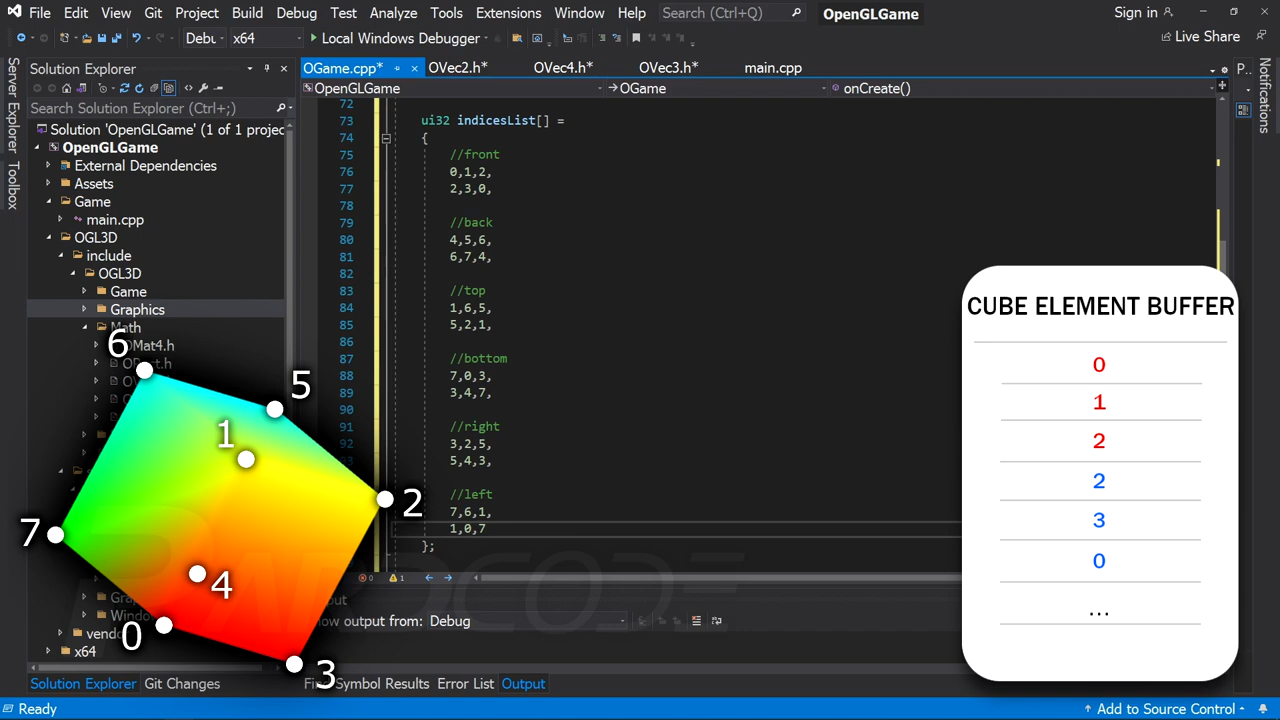 File Edit View Git Project Build Debug Test Analyze Tools Extensions Window Help Search (Ctrl+Q) OpenGLGame Sign in
Debu x64 Local Windows Debugger Live Share
Server Explorer
Toolbox
Solution Explorer
Search Solution Explorer (Ctrl+;)
Solution 'OpenGLGame' (1 of 1 projec
OpenGLGame
External Dependencies
Assets
Game
main.cpp
OGL3D
include
OGL3D
Game
Graphics
Math
OMat4.h
x64
Solution Explorer Git Changes
OGame.cpp* OVec2.h* OVec4.h* OVec3.h* main.cpp
OpenGLGame OGame onCreate()
72
73 ui32 indicesList[] =
74 {
75 //front
76 0,1,2,
77 2,3,0,
78
79 //back
80 4,5,6,
81 6,7,4,
82
83 //top
84 1,6,5,
85 5,2,1,
86
87 //bottom
88 7,0,3,
89 3,4,7,
90
91 //right
92 3,2,5,
93 5,4,3,
//left
7,6,1,
1,0,7
};
0 1
how output from: Debug
Symbol Results Error List Output
Ready Add to Source Control
Notifications
P..
6
5
1
2
7
4
0
3
PARDCODE
CUBE ELEMENT BUFFER
0
1
2
2
3
0
...